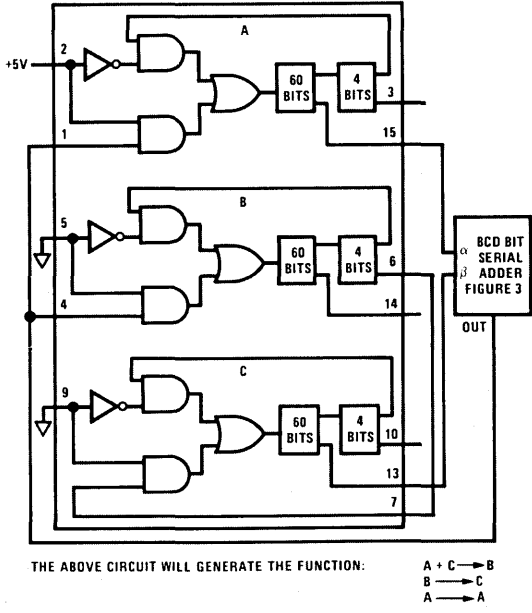 A
2
+5V
60 BITS
4 BITS
3
1
15
B
5
60 BITS
4 BITS
6
4
14
BCD BIT
SERIAL
ADDER
FIGURE 3
α
β
OUT
C
9
60 BITS
4 BITS
10
13
7
THE ABOVE CIRCUIT WILL GENERATE THE FUNCTION:
A + C → B
B → C
A → A